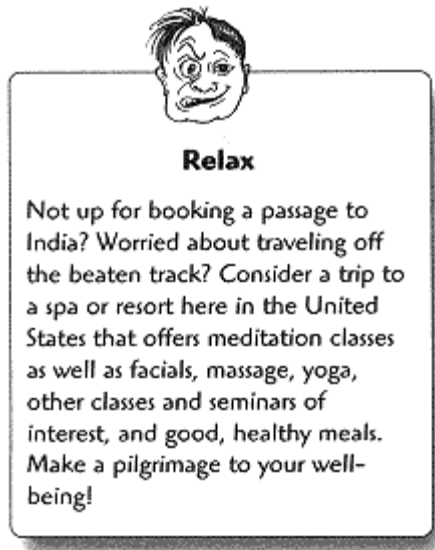 Relax
Not up for booking a passage to
India? Worried about traveling off
the beaten track? Consider a trip to
a spa or resort here in the United
States that offers meditation classes
as well as facials, massage, yoga,
other classes and seminars of
interest, and good, healthy meals.
Make a pilgrimage to your well-
being!